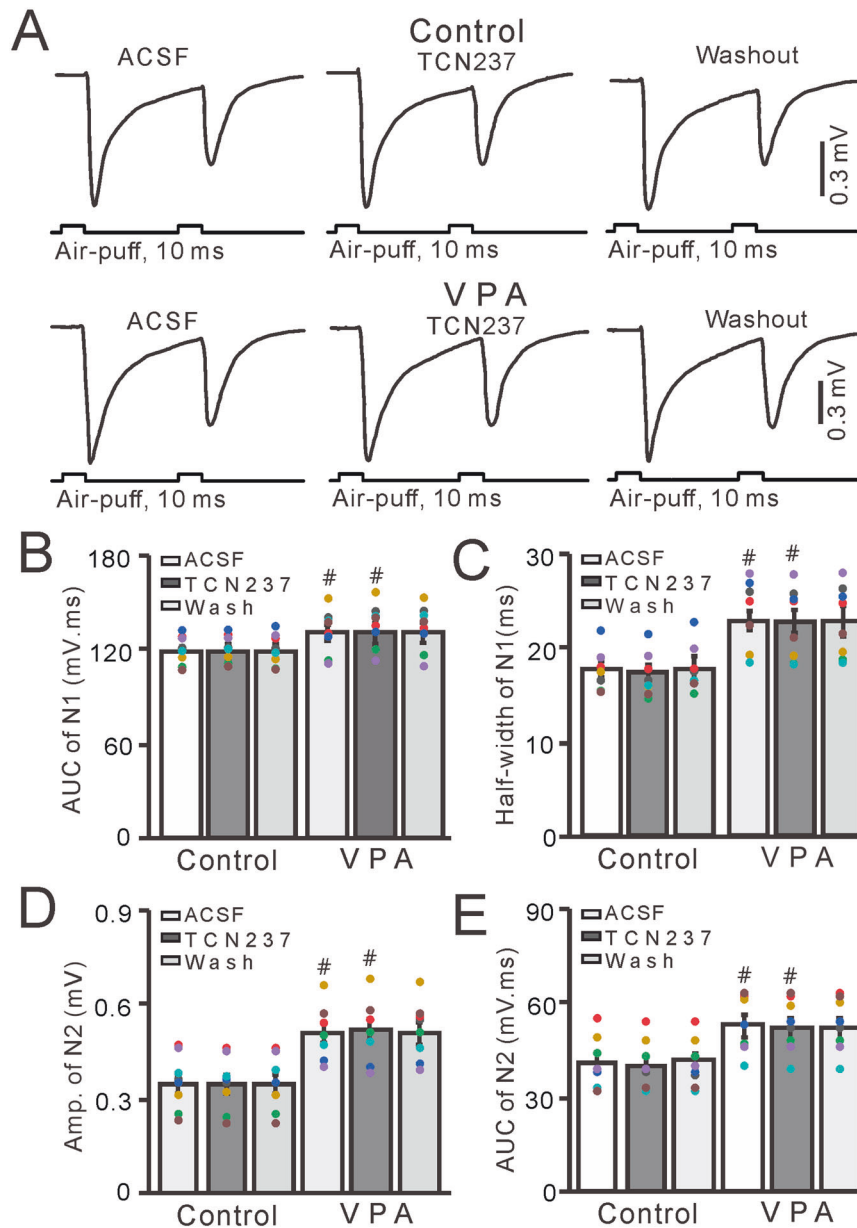 A
Control
ACSF
TCN237
Washout
0.3 mV
Air-puff, 10 ms
Air-puff, 10 ms
Air-puff, 10 ms
VPA
ACSF
TCN237
Washout
0.3 mV
Air-puff, 10 ms
Air-puff, 10 ms
Air-puff, 10 ms
B
AUC of N1 (mV.ms)
180
120
60
0
ACSF
TCN237
Wash
# #
Control
VPA
C
Half-width of N1(ms)
30
20
10
0
ACSF
TCN237
Wash
# #
Control
VPA
D
Amp. of N2 (mV)
0.9
0.6
0.3
0
ACSF
TCN237
Wash
# #
Control
VPA
E
AUC of N2 (mV.ms)
90
60
30
0
ACSF
TCN237
Wash
# #
Control
VPA